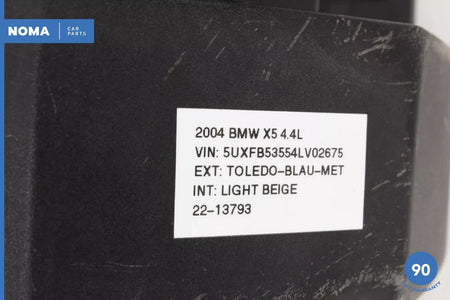 NOMA CAR PARTS
2004 BMW X5 4.4L
VIN: 5UXFB53554LV02675
EXT: TOLEDO-BLAU-MET
INT: LIGHT BEIGE
22-13793
90
WARRANTY